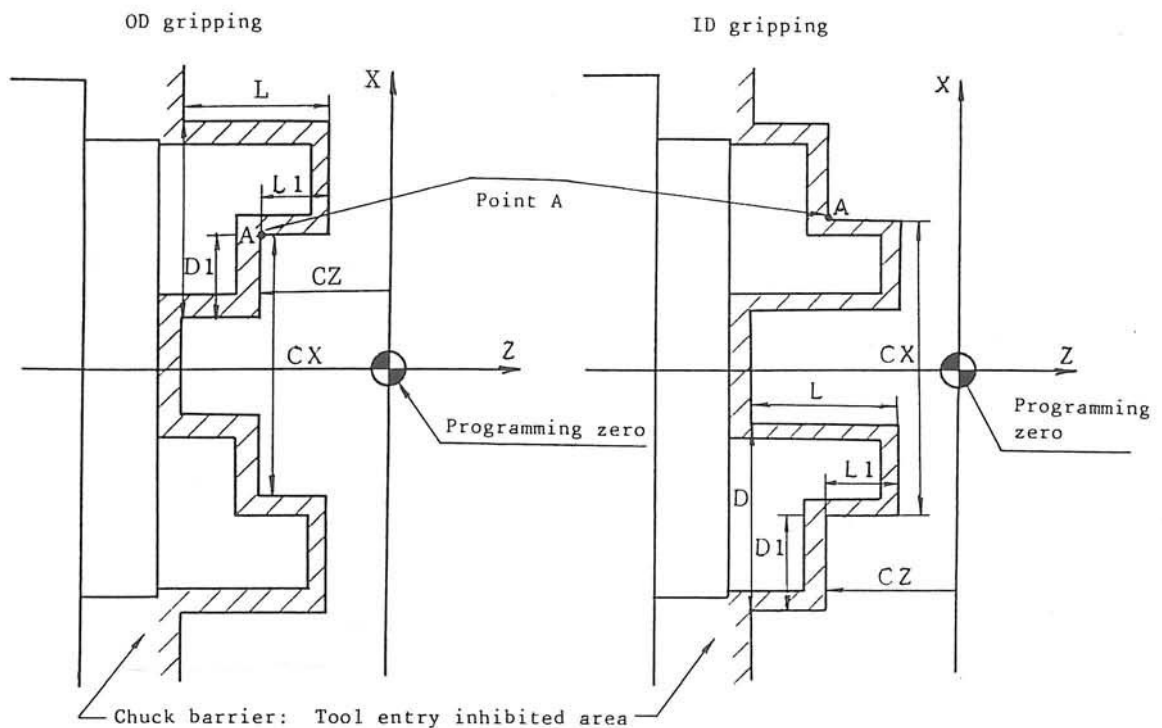 OD gripping
ID gripping
X
X
L
L1
Point A
A
A
D1
CZ
CX
Z
CX
Z
L
Programming zero
Programming
zero
L1
D
D1
CZ
Chuck barrier: Tool entry inhibited area